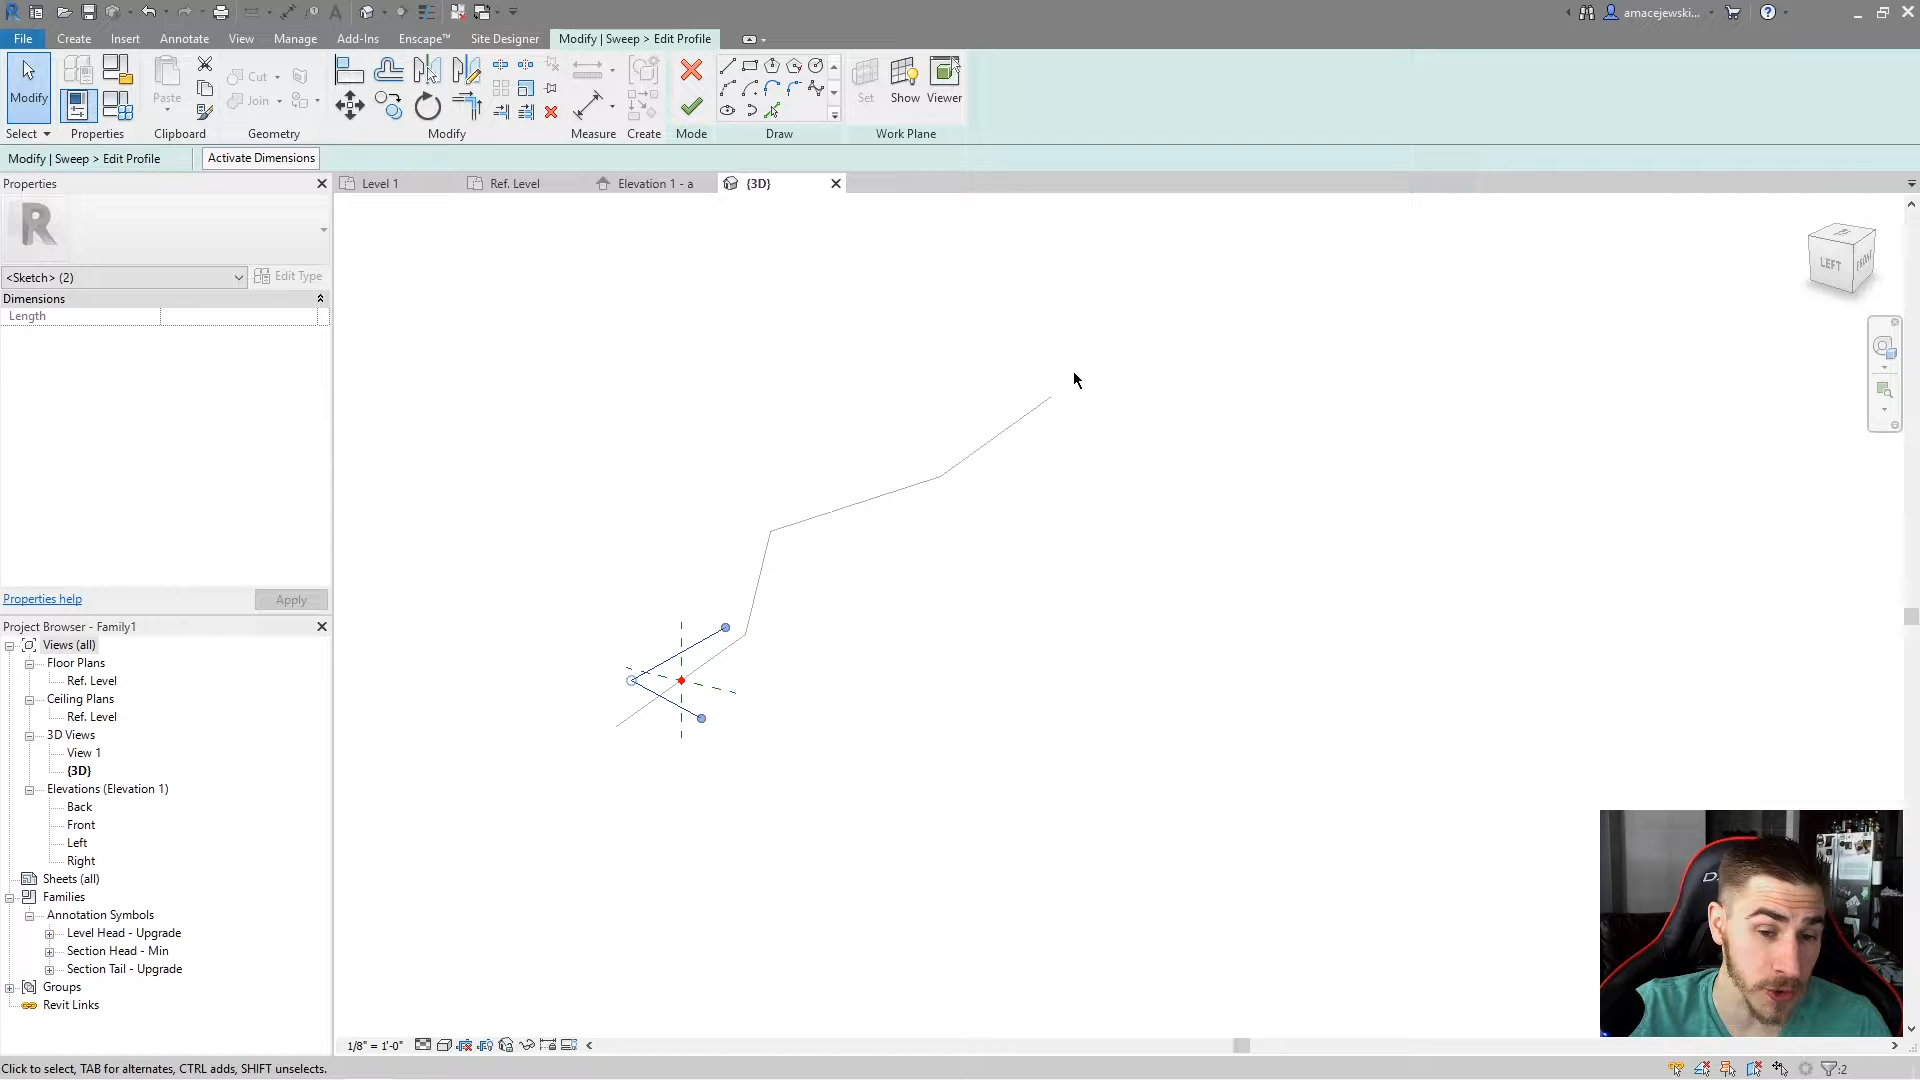 amacejewski...
File Create Insert Annotate View Manage Add-Ins Enscape™ Site Designer Modify | Sweep > Edit Profile
Modify Paste Cut Join Set Show Viewer
Select Properties Clipboard Geometry Modify Measure Create Mode Draw Work Plane
Modify | Sweep > Edit Profile Activate Dimensions
Properties
Level 1 Ref. Level Elevation 1 - a {3D}
R
LEFT FRONT
<Sketch> (2) Edit Type
Dimensions
Length
Properties help Apply
Project Browser - Family1
Views (all)
Floor Plans
Ref. Level
Ceiling Plans
Ref. Level
3D Views
View 1
{3D}
Elevations (Elevation 1)
Back
Front
Left
Right
Sheets (all)
Families
Annotation Symbols
Level Head - Upgrade
Section Head - Min
Section Tail - Upgrade
Groups
Revit Links
1/8" = 1'-0"
Click to select, TAB for alternates, CTRL adds, SHIFT unselects.
:2